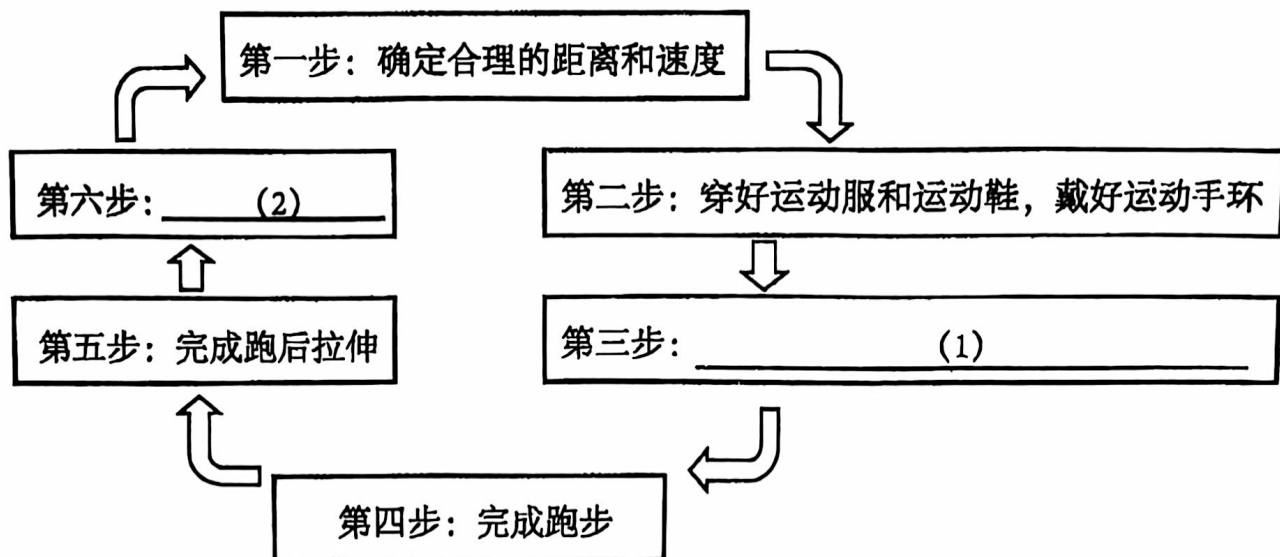 第一步：确定合理的距离和速度
第二步：穿好运动服和运动鞋，戴好运动手环
第三步：(1)
第四步：完成跑步
第五步：完成跑后拉伸
第六步：(2)